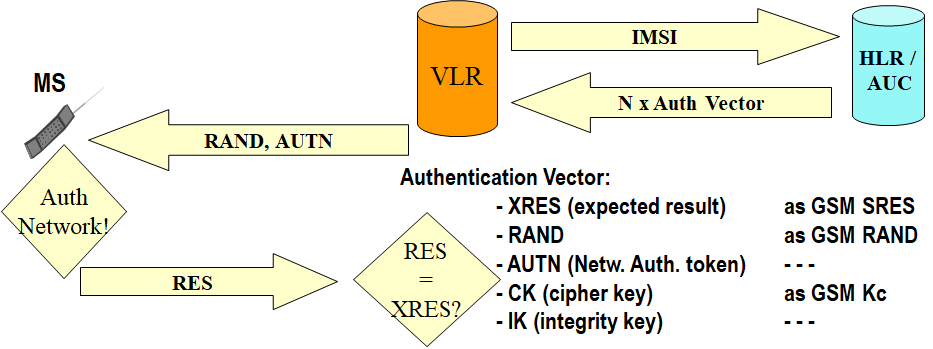 IMSI
HLR /
AUC
VLR
N x Auth Vector
MS
RAND, AUTN
Auth
Network!
Authentication Vector:
- XRES (expected result) as GSM SRES
- RAND as GSM RAND
- AUTN (Netw. Auth. token) - - -
- CK (cipher key) as GSM Kc
- IK (integrity key) - - -
RES
RES
=
XRES?